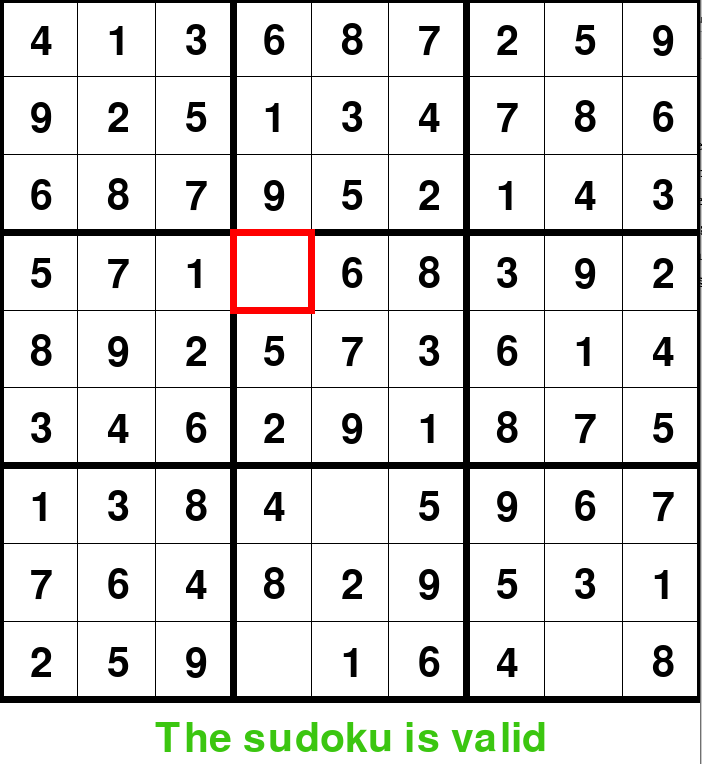 4 1 3 6 8 7 2 5 9
9 2 5 1 3 4 7 8 6
6 8 7 9 5 2 1 4 3
5 7 1 6 8 3 9 2
8 9 2 5 7 3 6 1 4
3 4 6 2 9 1 8 7 5
1 3 8 4 5 9 6 7
7 6 4 8 2 9 5 3 1
2 5 9 1 6 4 8
The sudoku is valid